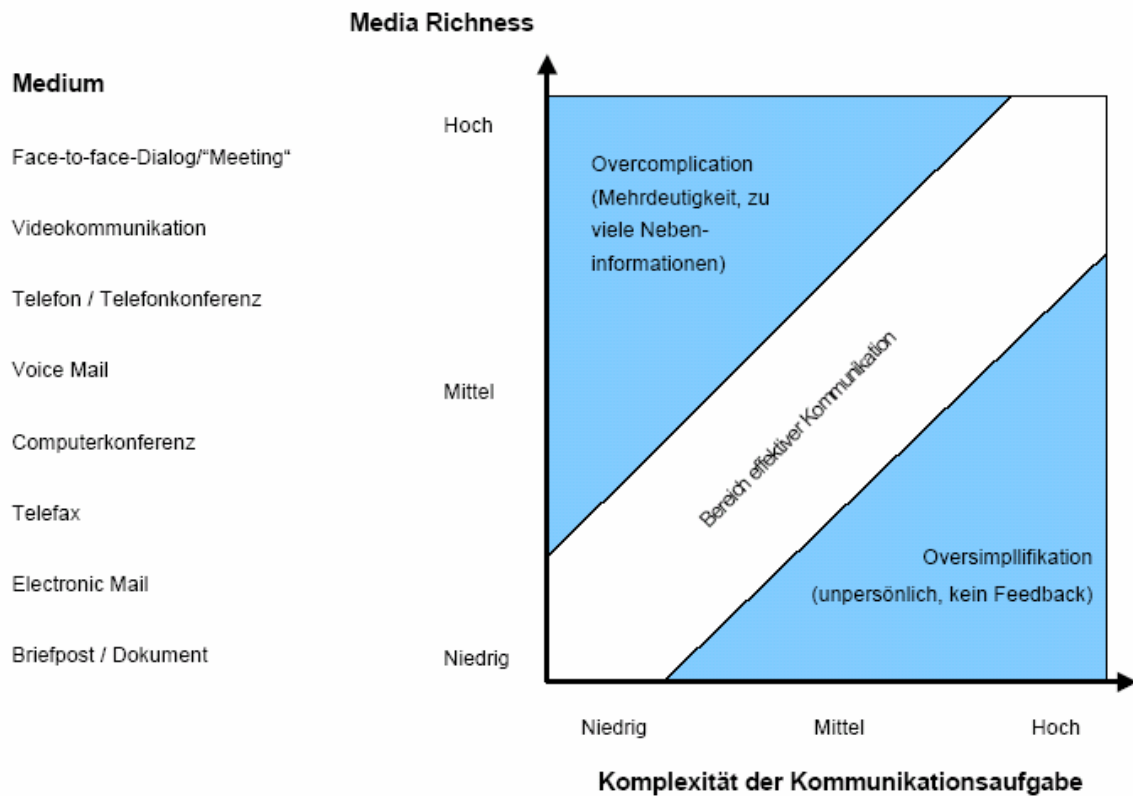 Media Richness
Medium
Face-to-face-Dialog/"Meeting"
Videokommunikation
Telefon / Telefonkonferenz
Voice Mail
Computerkonferenz
Telefax
Electronic Mail
Briefpost / Dokument
Hoch
Mittel
Niedrig
Overcomplication
(Mehrdeutigkeit, zu
viele Neben-
informationen)
Bereich effektiver Kommunikation
Oversimpllifikation
(unpersönlich, kein Feedback)
Niedrig
Mittel
Hoch
Komplexität der Kommunikationsaufgabe